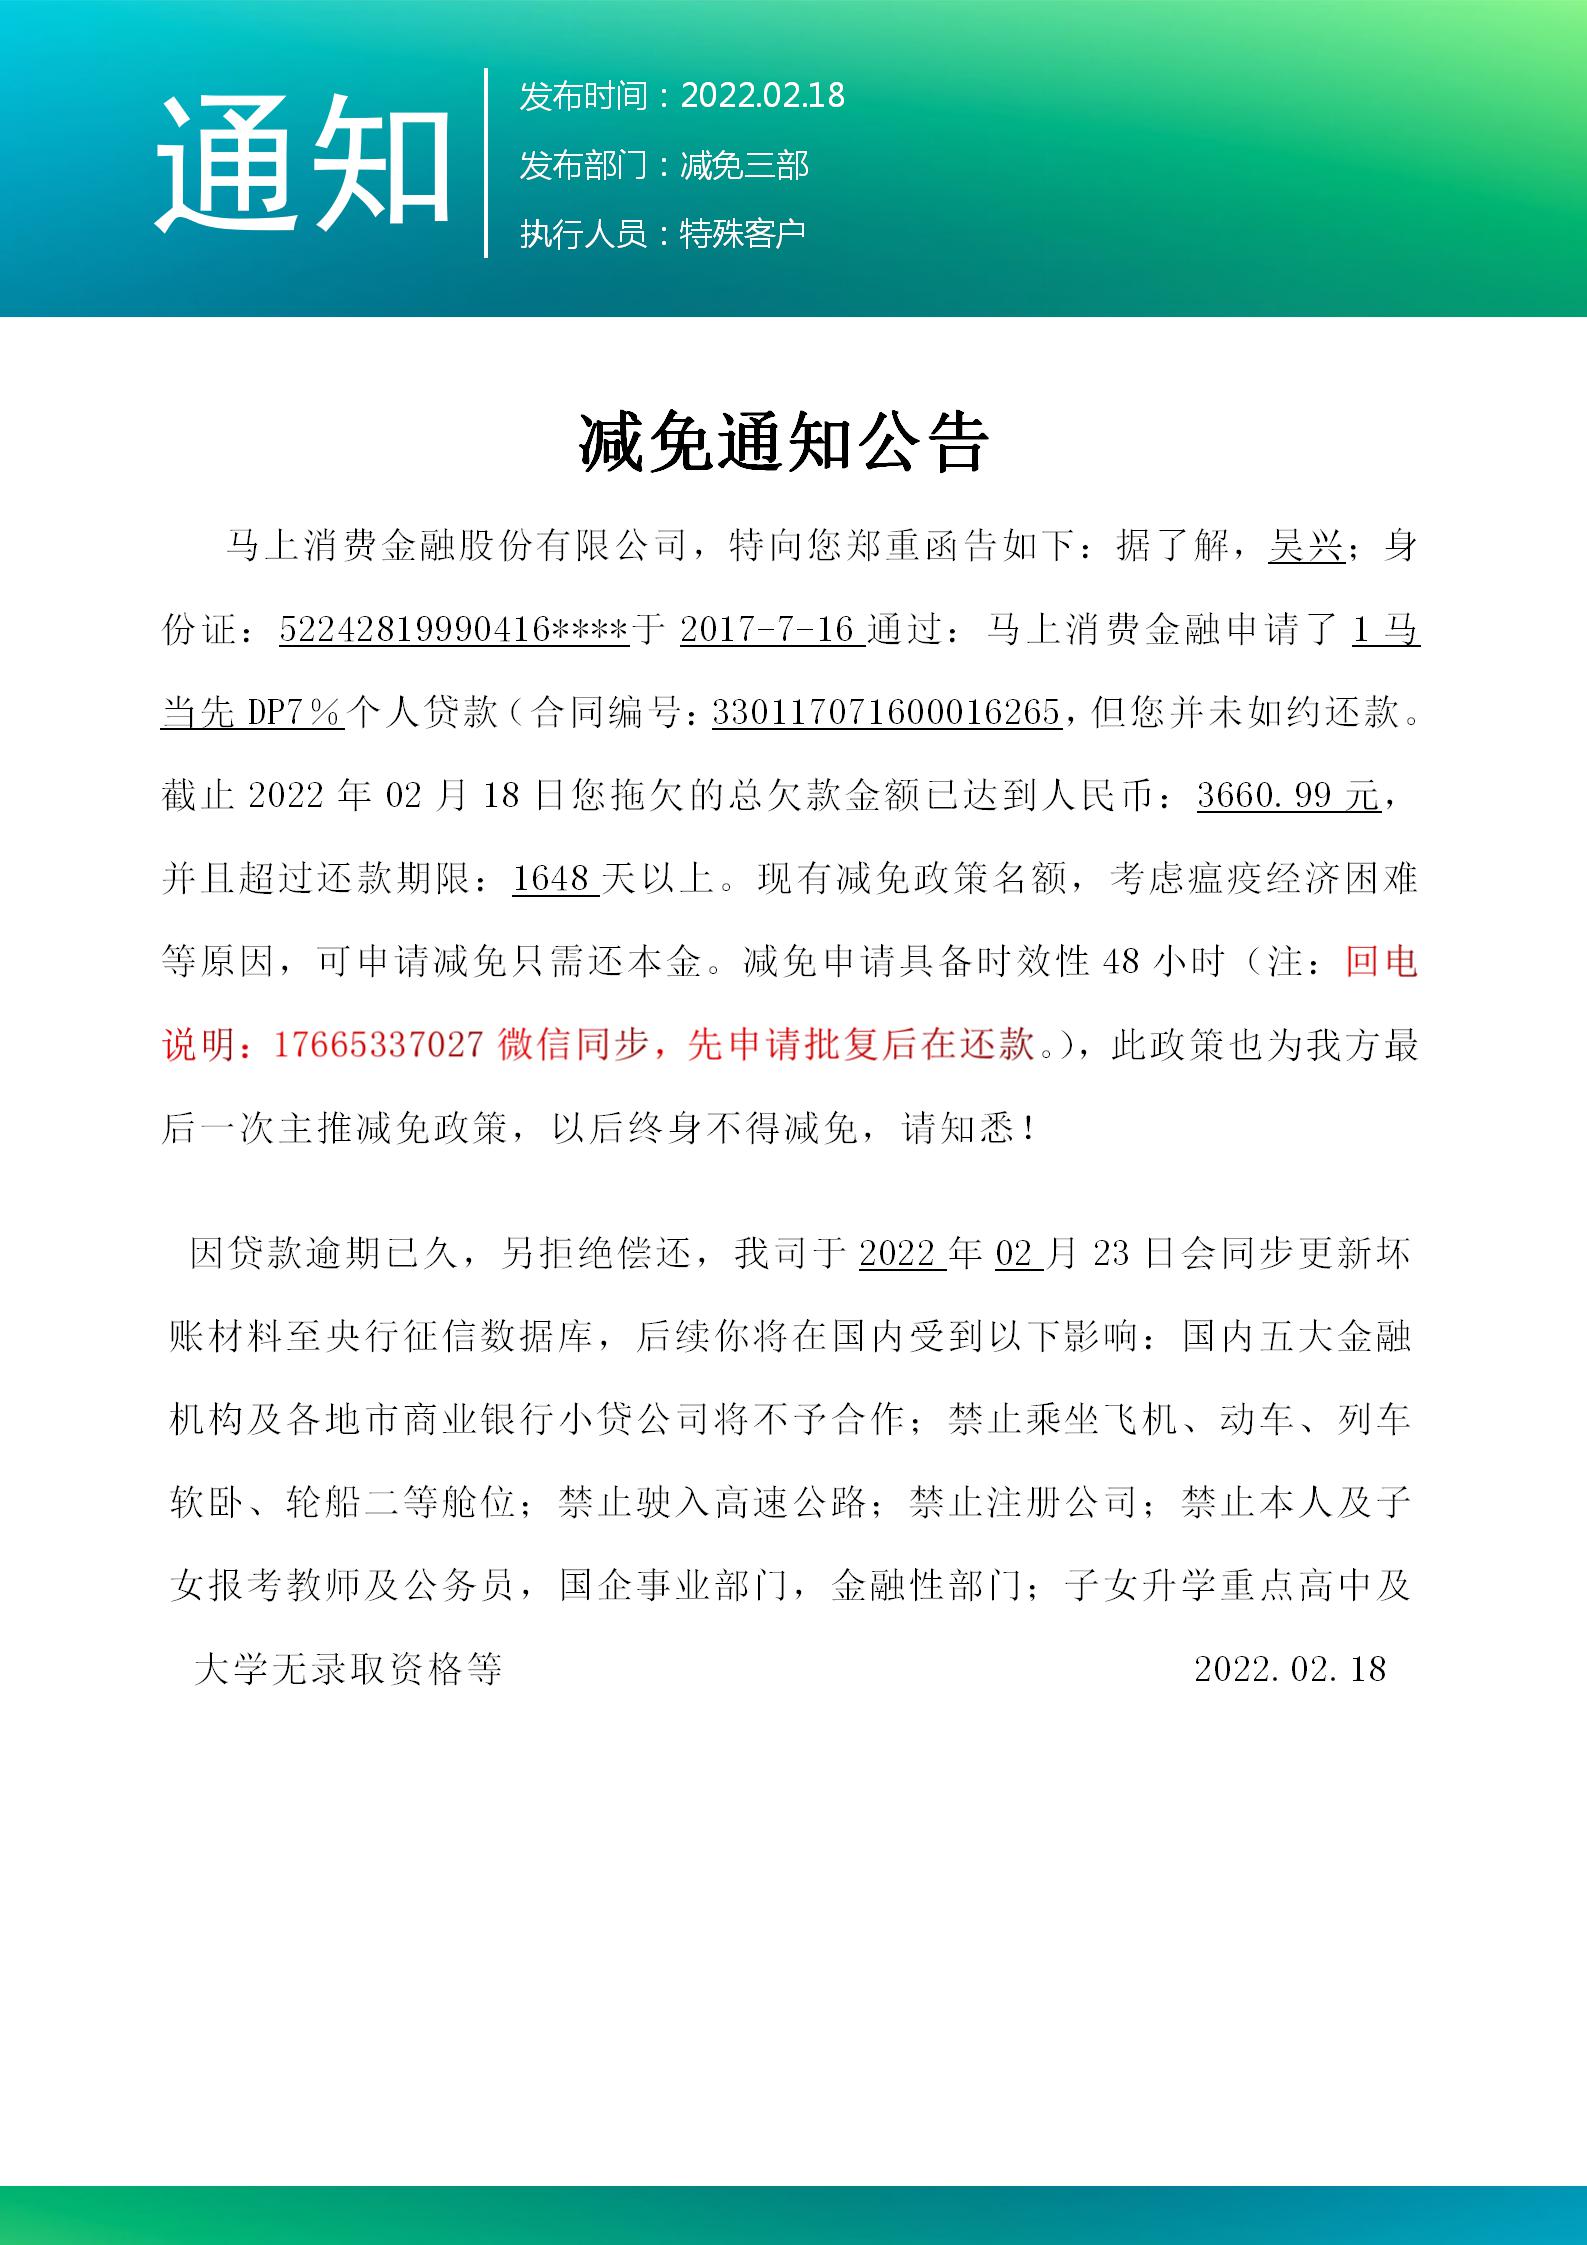 通知
发布时间：2022.02.18
发布部门：减免三部
执行人员：特殊客户
减免通知公告
马上消费金融股份有限公司，特向您郑重函告如下：据了解，吴兴；身
份证：52242819990416****于 2017-7-16 通过：马上消费金融申请了 1 马
当先 DP7％个人贷款（合同编号：330117071600016265，但您并未如约还款。
截止 2022 年 02 月 18 日您拖欠的总欠款金额已达到人民币：3660.99 元，
并且超过还款期限：1648 天以上。现有减免政策名额，考虑瘟疫经济困难
等原因，可申请减免只需还本金。减免申请具备时效性 48 小时（注：回电
说明：17665337027 微信同步，先申请批复后在还款。），此政策也为我方最
后一次主推减免政策，以后终身不得减免，请知悉！
因贷款逾期已久，另拒绝偿还，我司于 2022 年 02 月 23 日会同步更新坏
账材料至央行征信数据库，后续你将在国内受到以下影响：国内五大金融
机构及各地市商业银行小贷公司将不予合作；禁止乘坐飞机、动车、列车
软卧、轮船二等舱位；禁止驶入高速公路；禁止注册公司；禁止本人及子
女报考教师及公务员，国企事业部门，金融性部门；子女升学重点高中及
大学无录取资格等 2022.02.18